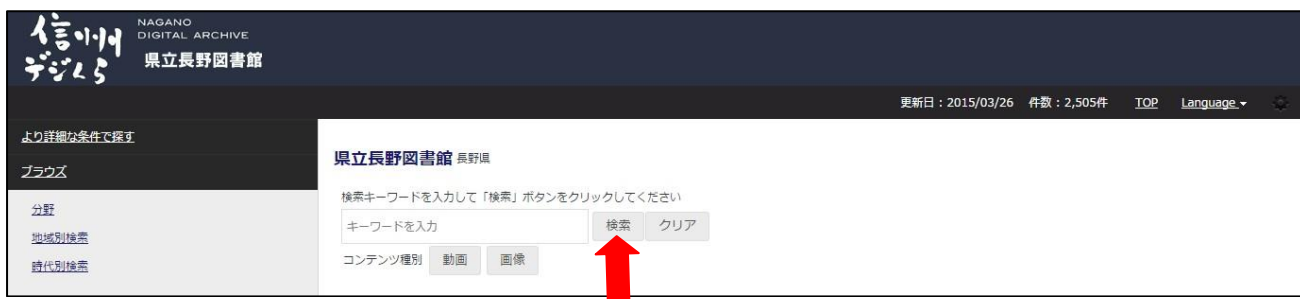 信州
デジくら
NAGANO
DIGITAL ARCHIVE
県立長野図書館
更新日：2015/03/26 件数：2,505件 TOP Language
より詳細な条件で探す
ブラウズ
分野
地域別検索
時代別検索
県立長野図書館 長野県
検索キーワードを入力して「検索」ボタンをクリックしてください
キーワードを入力 検索 クリア
コンテンツ種別 動画 画像